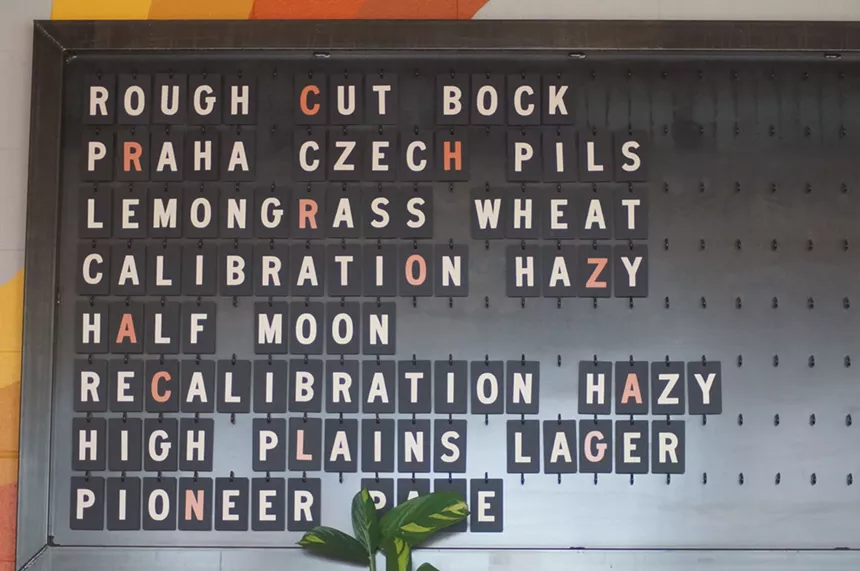 ROUGH CUT BOCK
PRAHA CZECH PILS
LEMONGRASS WHEAT
CALIBRATION HAZY
HALF MOON
RECALIBRATION HAZY
HIGH PLAINS LAGER
PIONEER